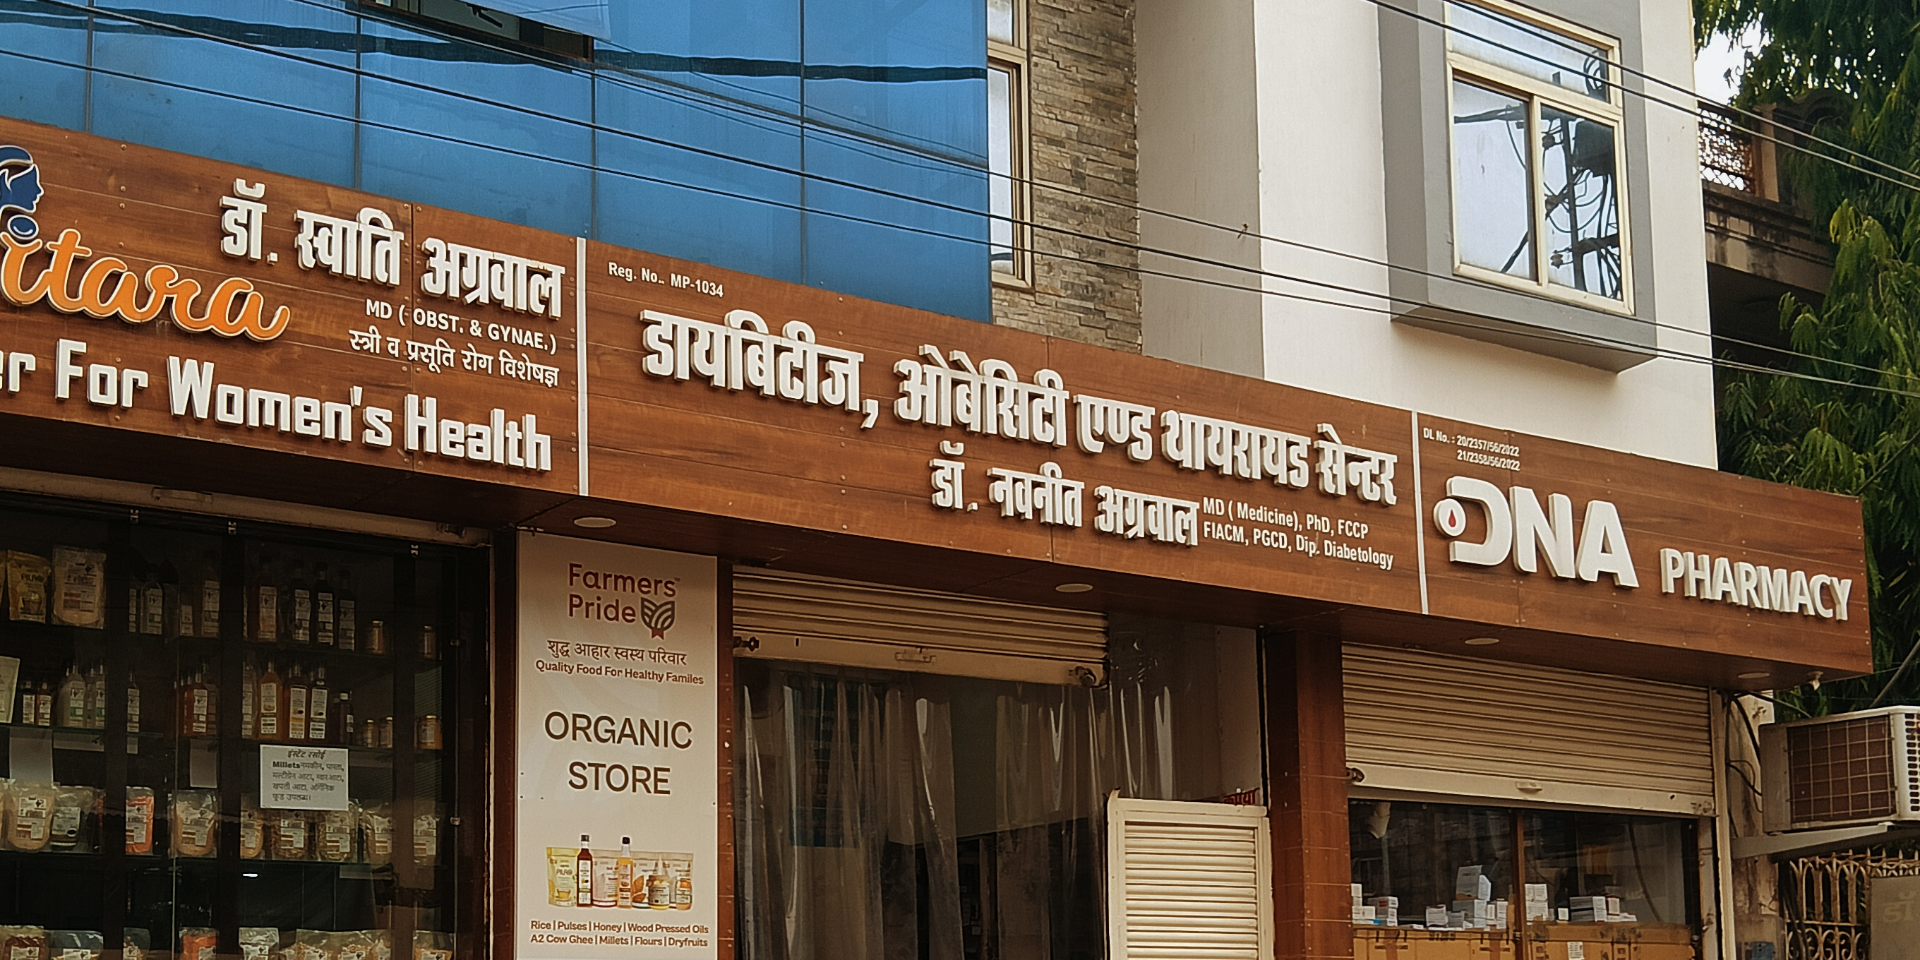 डॉ. स्वाति अग्रवाल
MD ( OBST. & GYNAE.)
स्त्री व प्रसूति रोग विशेषज्ञ
For Women's Health
Reg. No.. MP-1034
डायबिटीज, ओबेसिटी एण्ड थायरायड सेन्टर
डॉ. नवनीत अग्रवाल
MD ( Medicine), PhD, FCCP
FIACM, PGCD, Dip. Diabetology
DL No. : 20/2357/56/2022
21/2358/56/2022
DNA PHARMACY
Farmers
Pride
शुद्ध आहार स्वस्थ परिवार
Quality Food For Healthy Familes
ORGANIC
STORE
Rice | Pulses | Honey | Wood Pressed Oils
A2 Cow Ghee | Millets | Flours | Dryfruits
इंस्टेंट रसोई
Millets